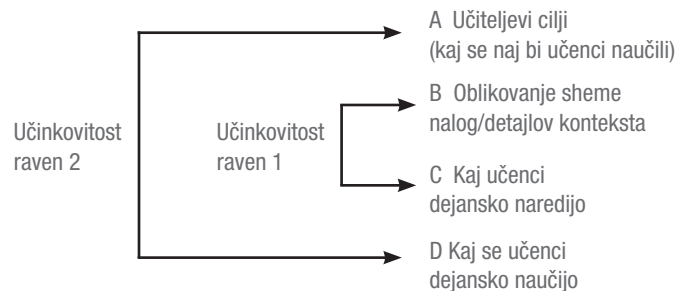 A Učiteljevi cilji
(kaj se naj bi učenci naučili)
B Oblikovanje sheme
nalog/detajlov konteksta
Učinkovitost
raven 2
Učinkovitost
raven 1
C Kaj učenci
dejansko naredijo
D Kaj se učenci
dejansko naučijo